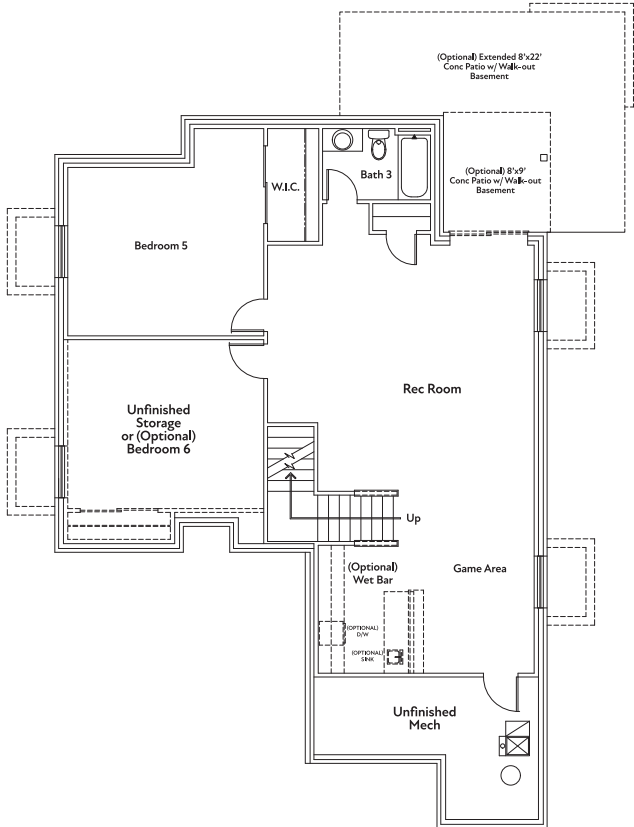 (Optional) Extended 8'x22'
Conc Patio w/ Walk-out
Basement
(Optional) 8'x9'
Conc Patio w/ Walk-out
Basement
Bath 3
W.I.C.
Bedroom 5
Rec Room
Unfinished
Storage
or (Optional)
Bedroom 6
Up
(Optional)
Wet Bar
Game Area
(OPTIONAL)
D/W
(OPTIONAL)
SINK
Unfinished
Mech